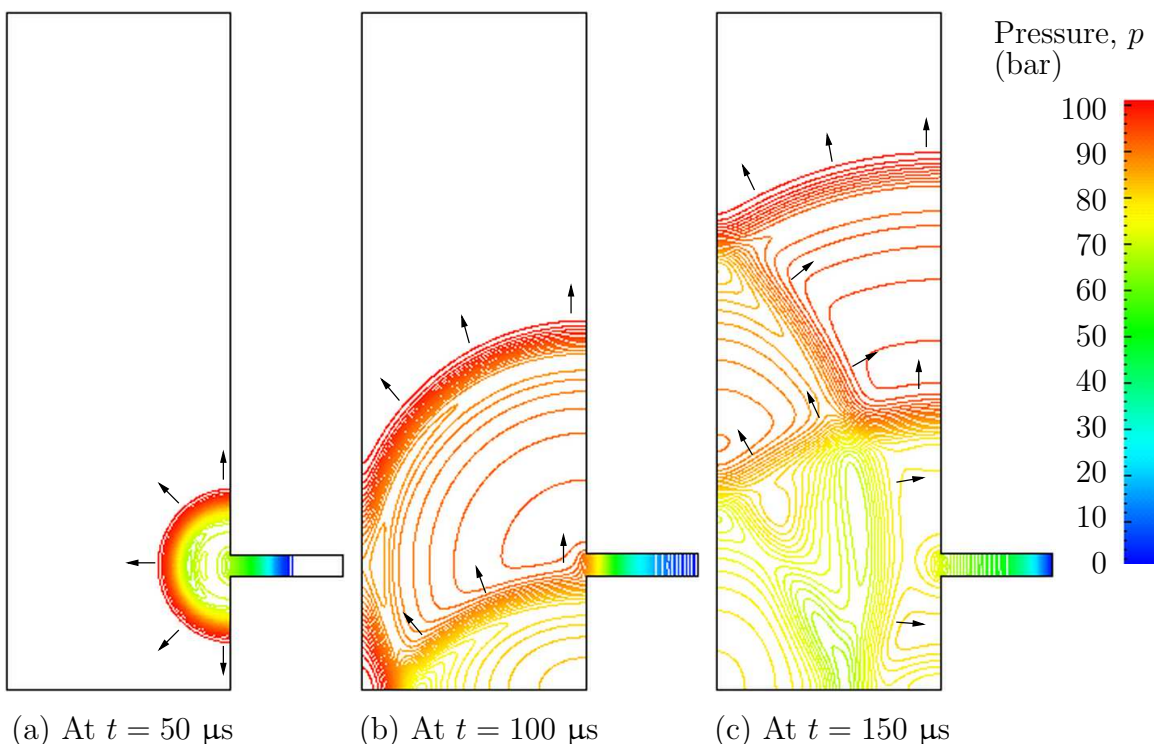 Pressure, p
(bar)
100
90
80
70
60
50
40
30
20
10
0
(a) At t = 50 μs
(b) At t = 100 μs
(c) At t = 150 μs